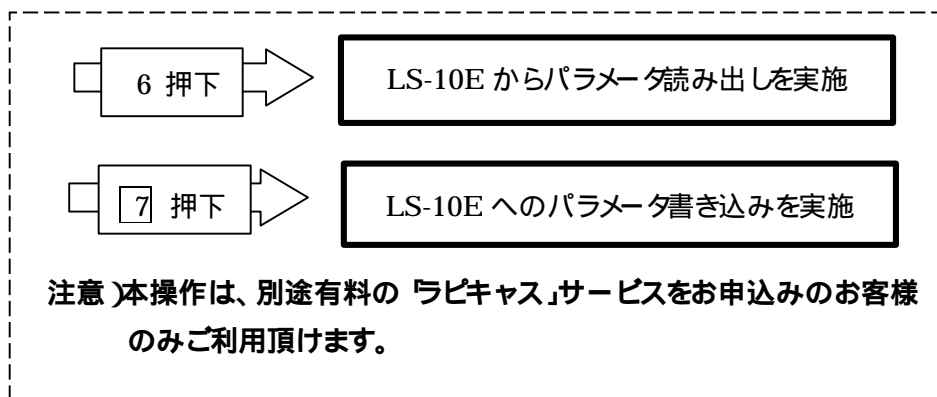 6 押下
LS-10E からパラメータ読み出しを実施
7 押下
LS-10E へのパラメータ書き込みを実施
注意)本操作は、別途有料の「ラピキャス」サービスをお申込みのお客様
のみご利用頂けます。